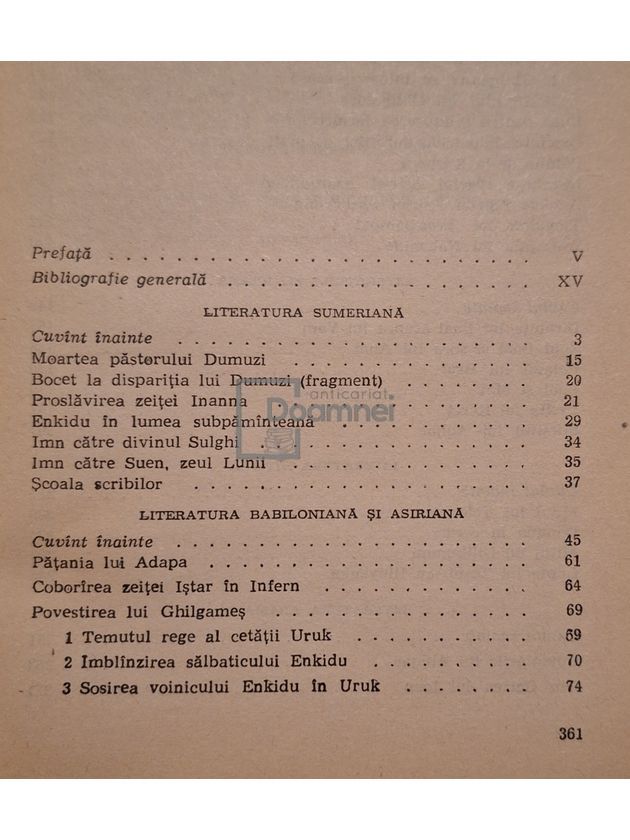 Prefață . . . . . . . . . . . . . . . . . . . . . . . . . . . V
Bibliografie generală . . . . . . . . . . . . . . . . . . . XV
LITERATURA SUMERIANĂ
Cuvînt înainte . . . . . . . . . . . . . . . . . . . . . . . 3
Moartea păstorului Dumuzi . . . . . . . . . . . . . . . 15
Bocet la dispariția lui Dumuzi (fragment) . . . . . . . . 20
Proslăvirea zeiței Inanna . . . . . . . . . . . . . . . . . 21
Enkidu în lumea subpămînteană . . . . . . . . . . . . 29
Imn către divinul Sulghi . . . . . . . . . . . . . . . . . 34
Imn către Suen, zeul Lunii . . . . . . . . . . . . . . . . 35
Școala scribilor . . . . . . . . . . . . . . . . . . . . . . 37
anticariat
Doamnei
LITERATURA BABILONIANĂ ȘI ASIRIANĂ
Cuvînt înainte . . . . . . . . . . . . . . . . . . . . . . . 45
Pățania lui Adapa . . . . . . . . . . . . . . . . . . . . . 61
Coborîrea zeiței Iștar în Infern . . . . . . . . . . . . . . 64
Povestirea lui Ghilgameș . . . . . . . . . . . . . . . . . 69
1 Temutul rege al cetății Uruk . . . . . . . . . . . 69
2 Imblînzirea sălbaticului Enkidu . . . . . . . . . . 70
3 Sosirea voinicului Enkidu în Uruk . . . . . . . . 74
361